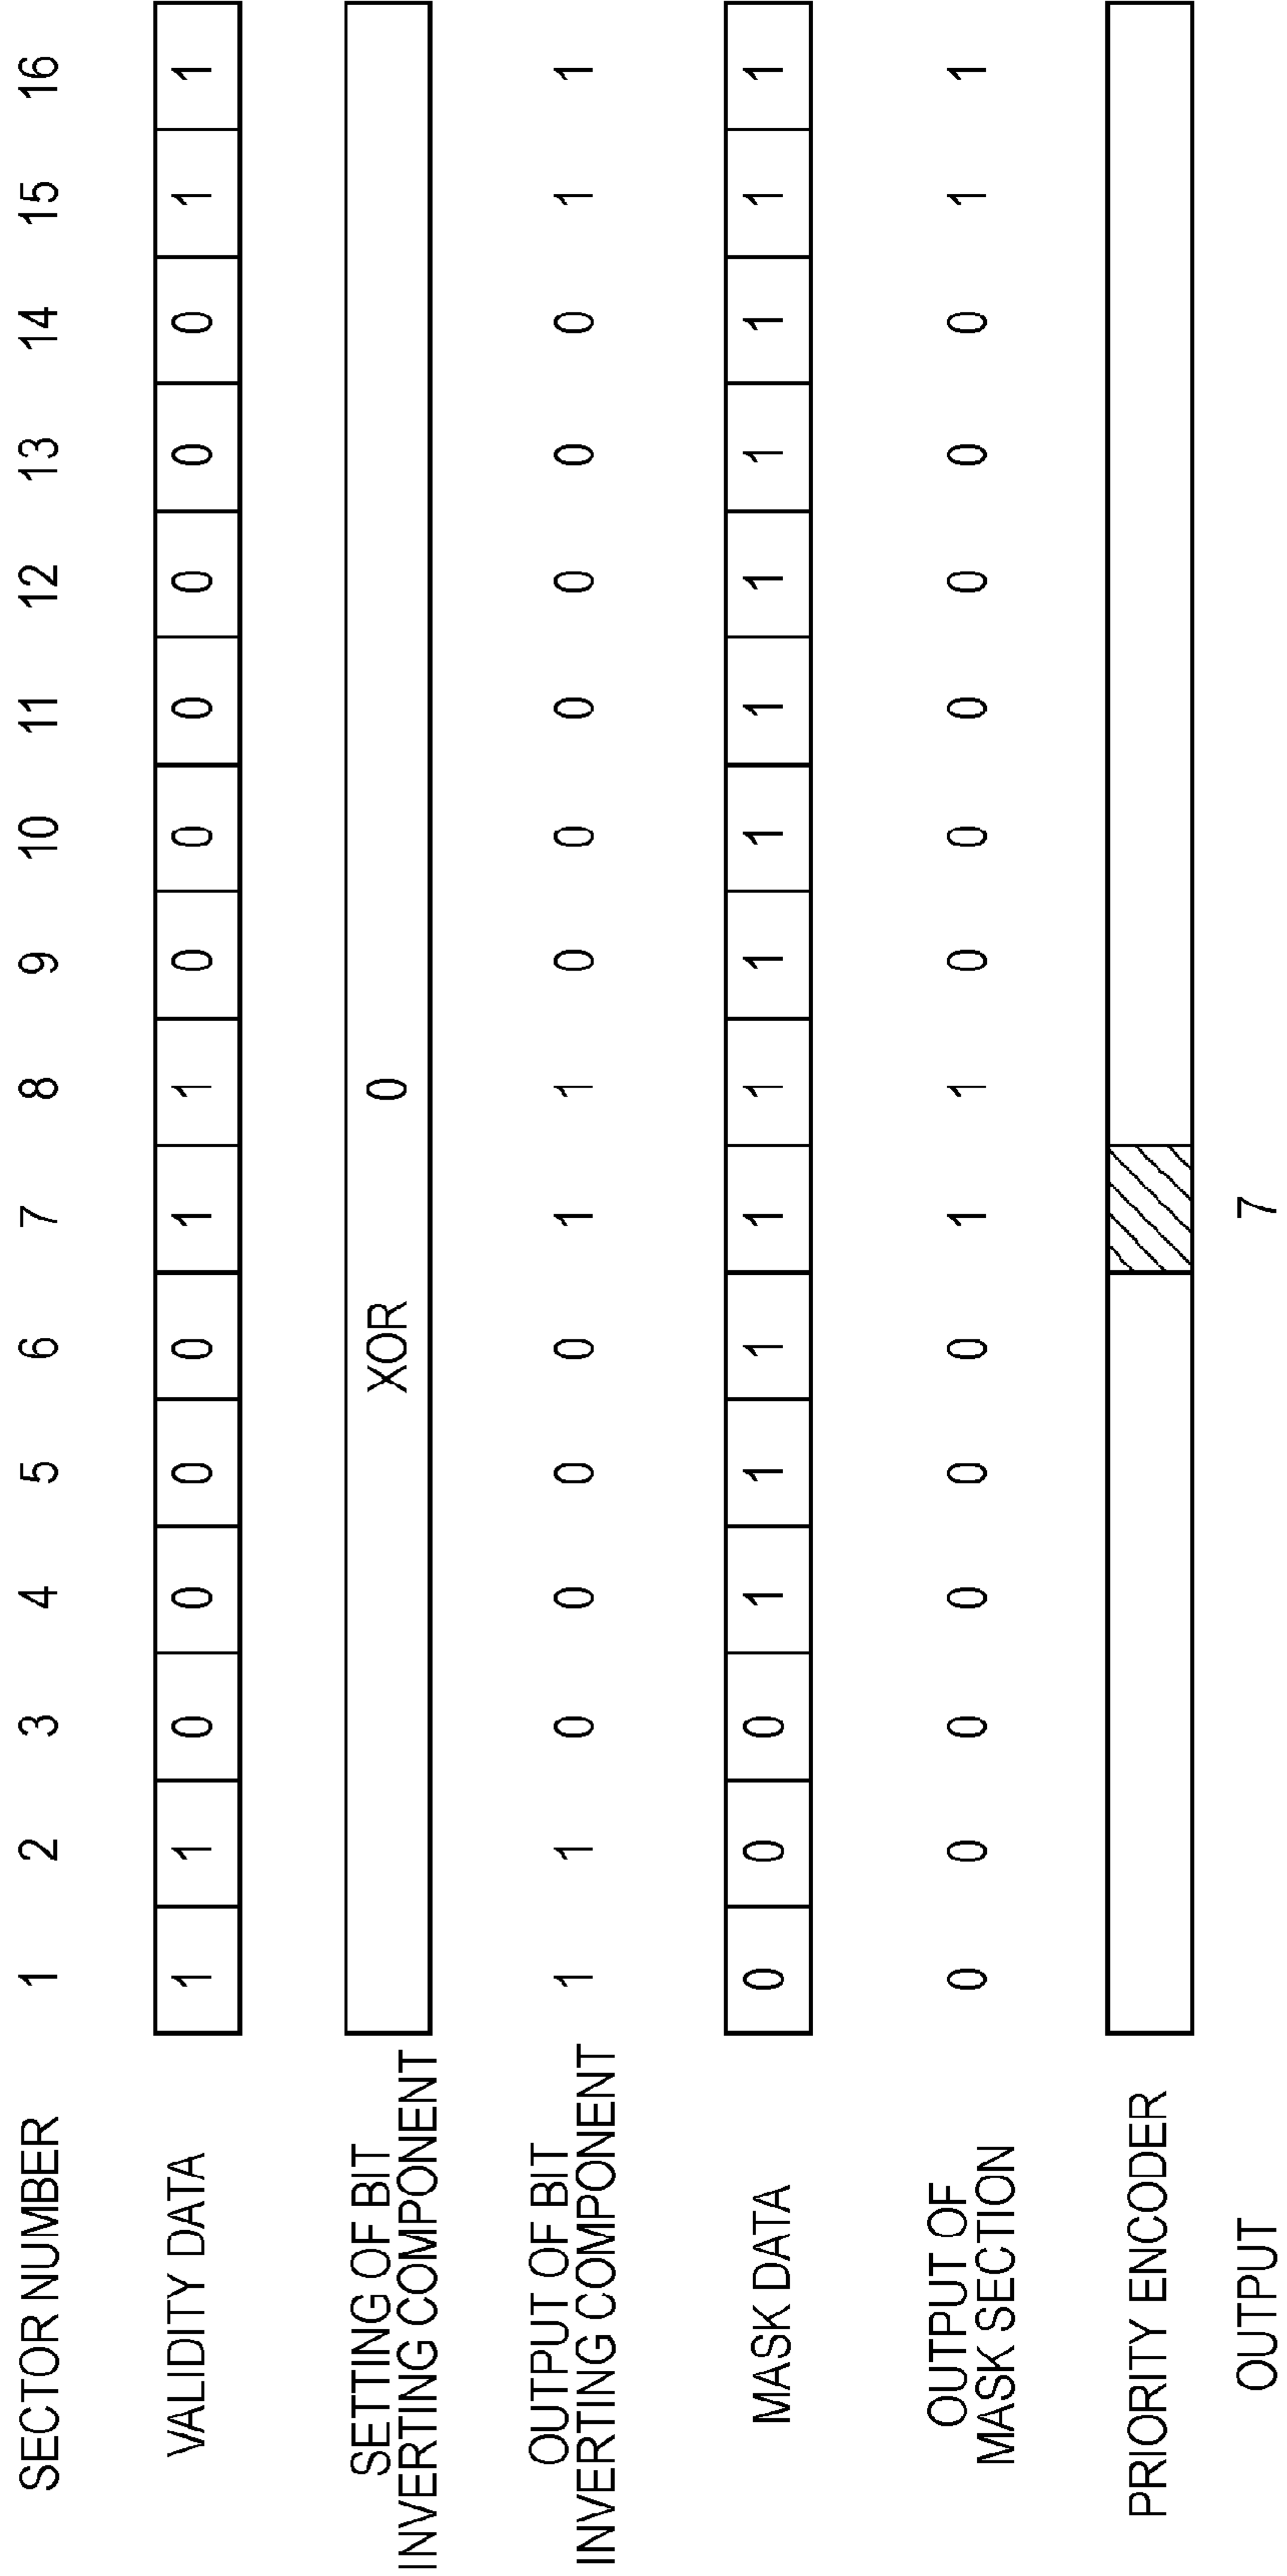 SECTOR NUMBER 1 2 3 4 5 6 7 8 9 10 11 12 13 14 15 16
VALIDITY DATA 1 1 0 0 0 0 1 1 0 0 0 0 0 0 1 1
SETTING OF BIT
INVERTING COMPONENT XOR 0
OUTPUT OF BIT
INVERTING COMPONENT 1 1 0 0 0 0 1 1 0 0 0 0 0 0 1 1
MASK DATA 0 0 0 1 1 1 1 1 1 1 1 1 1 1 1 1
OUTPUT OF
MASK SECTION 0 0 0 0 0 0 1 1 0 0 0 0 0 0 1 1
PRIORITY ENCODER
OUTPUT 7